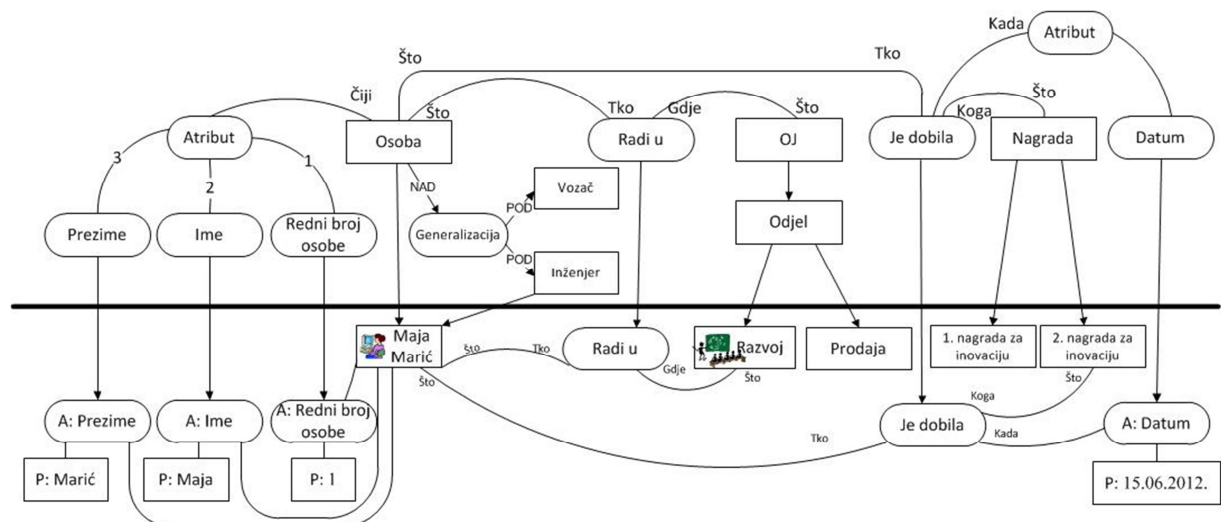 Kada
Atribut
Što
Tko
Čiji
Što
Tko
Gdje
Što
Koga
Što
Atribut
Osoba
Radi u
OJ
Je dobila
Nagrada
Datum
3
2
1
NAD
POD
Vozač
Prezime
Ime
Redni broj
osobe
Generalizacija
Odjel
POD
Inženjer
Maja
Marić
Što
Tko
Radi u
Gdje
Razvoj
Što
Prodaja
1. nagrada za
inovaciju
2. nagrada za
inovaciju
Što
Što
Koga
A: Prezime
A: Ime
A: Redni broj
osobe
Tko
Je dobila
Kada
A: Datum
P: Marić
P: Maja
P: 1
P: 15.06.2012.